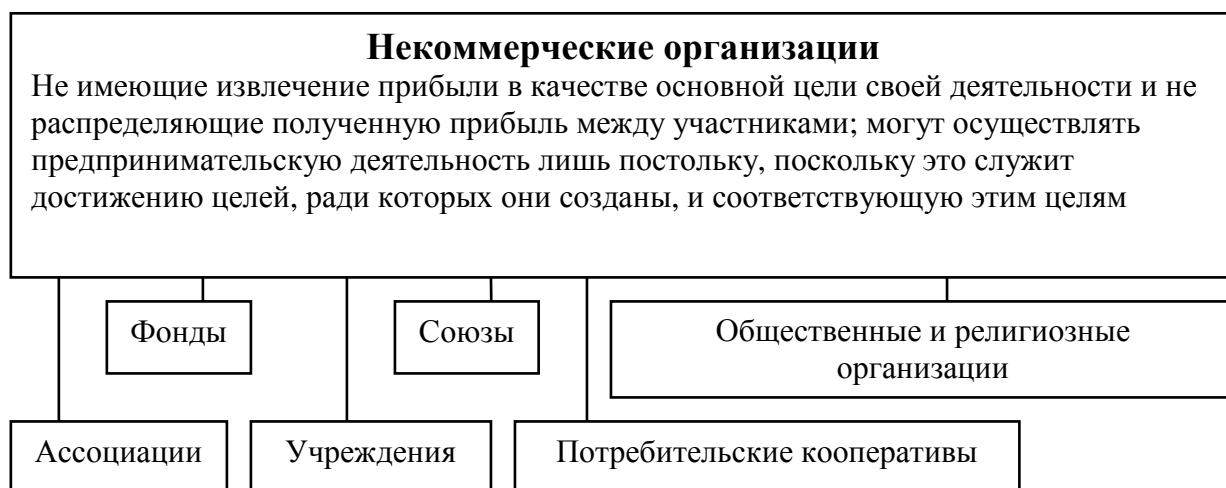 Некоммерческие организации
Не имеющие извлечение прибыли в качестве основной цели своей деятельности и не
распределяющие полученную прибыль между участниками; могут осуществлять
предпринимательскую деятельность лишь постольку, поскольку это служит
достижению целей, ради которых они созданы, и соответствующую этим целям
Фонды
Союзы
Общественные и религиозные
организации
Ассоциации
Учреждения
Потребительские кооперативы